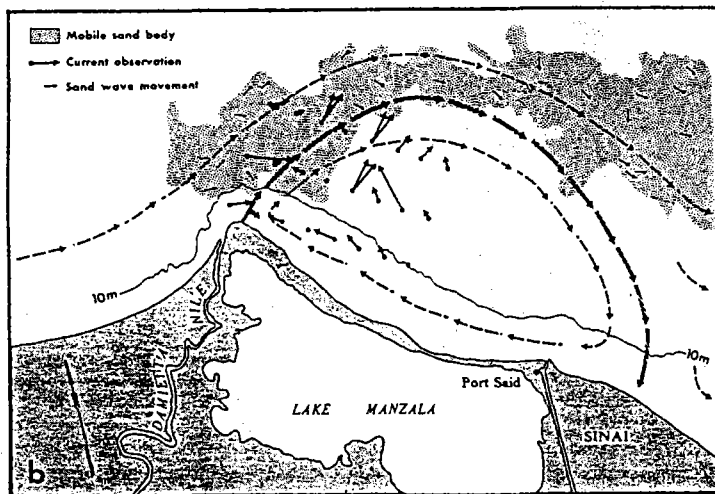 Mobile sand body
Current observation
Sand wave movement
10m
DAMIETTA NILE
10m
Port Said
LAKE MANZALA
SINAI
b